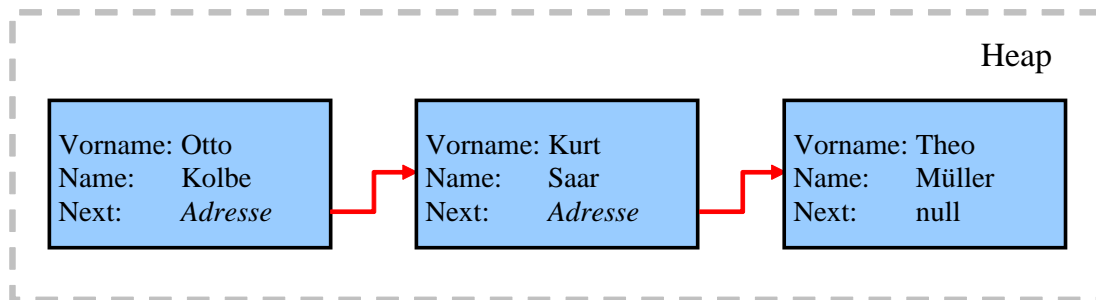 Heap
Vorname: Otto
Name: Kolbe
Next: Adresse
Vorname: Kurt
Name: Saar
Next: Adresse
Vorname: Theo
Name: Müller
Next: null